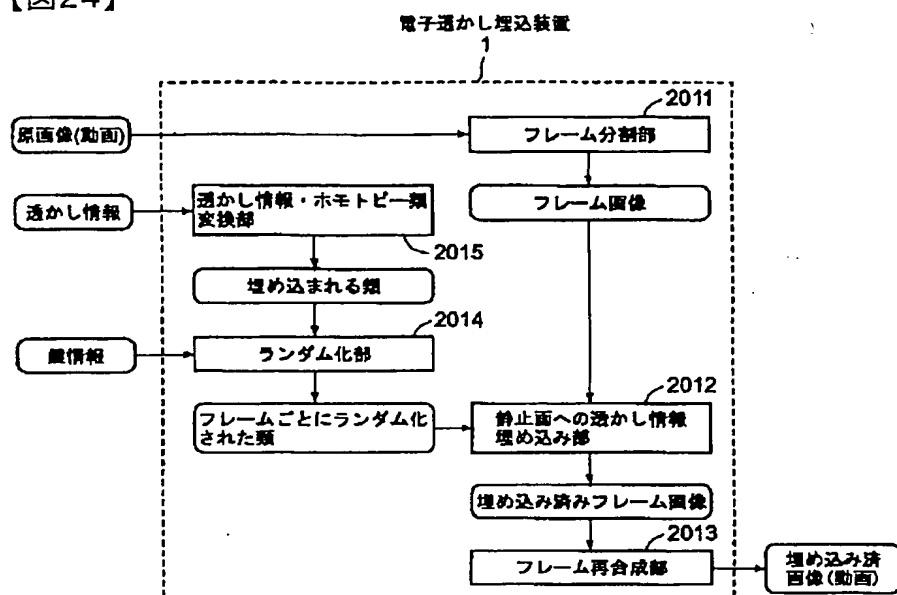 【図24】
電子透かし埋込装置
1
2011
原画像(動画)
フレーム分割部
透かし情報
透かし情報・ホモトピー類
変換部
フレーム画像
2015
埋め込まれる類
2014
鍵情報
ランダム化部
2012
フレームごとにランダム化
された類
静止画への透かし情報
埋め込み部
埋め込み済みフレーム画像
2013
フレーム再合成部
埋め込み済
画像(動画)